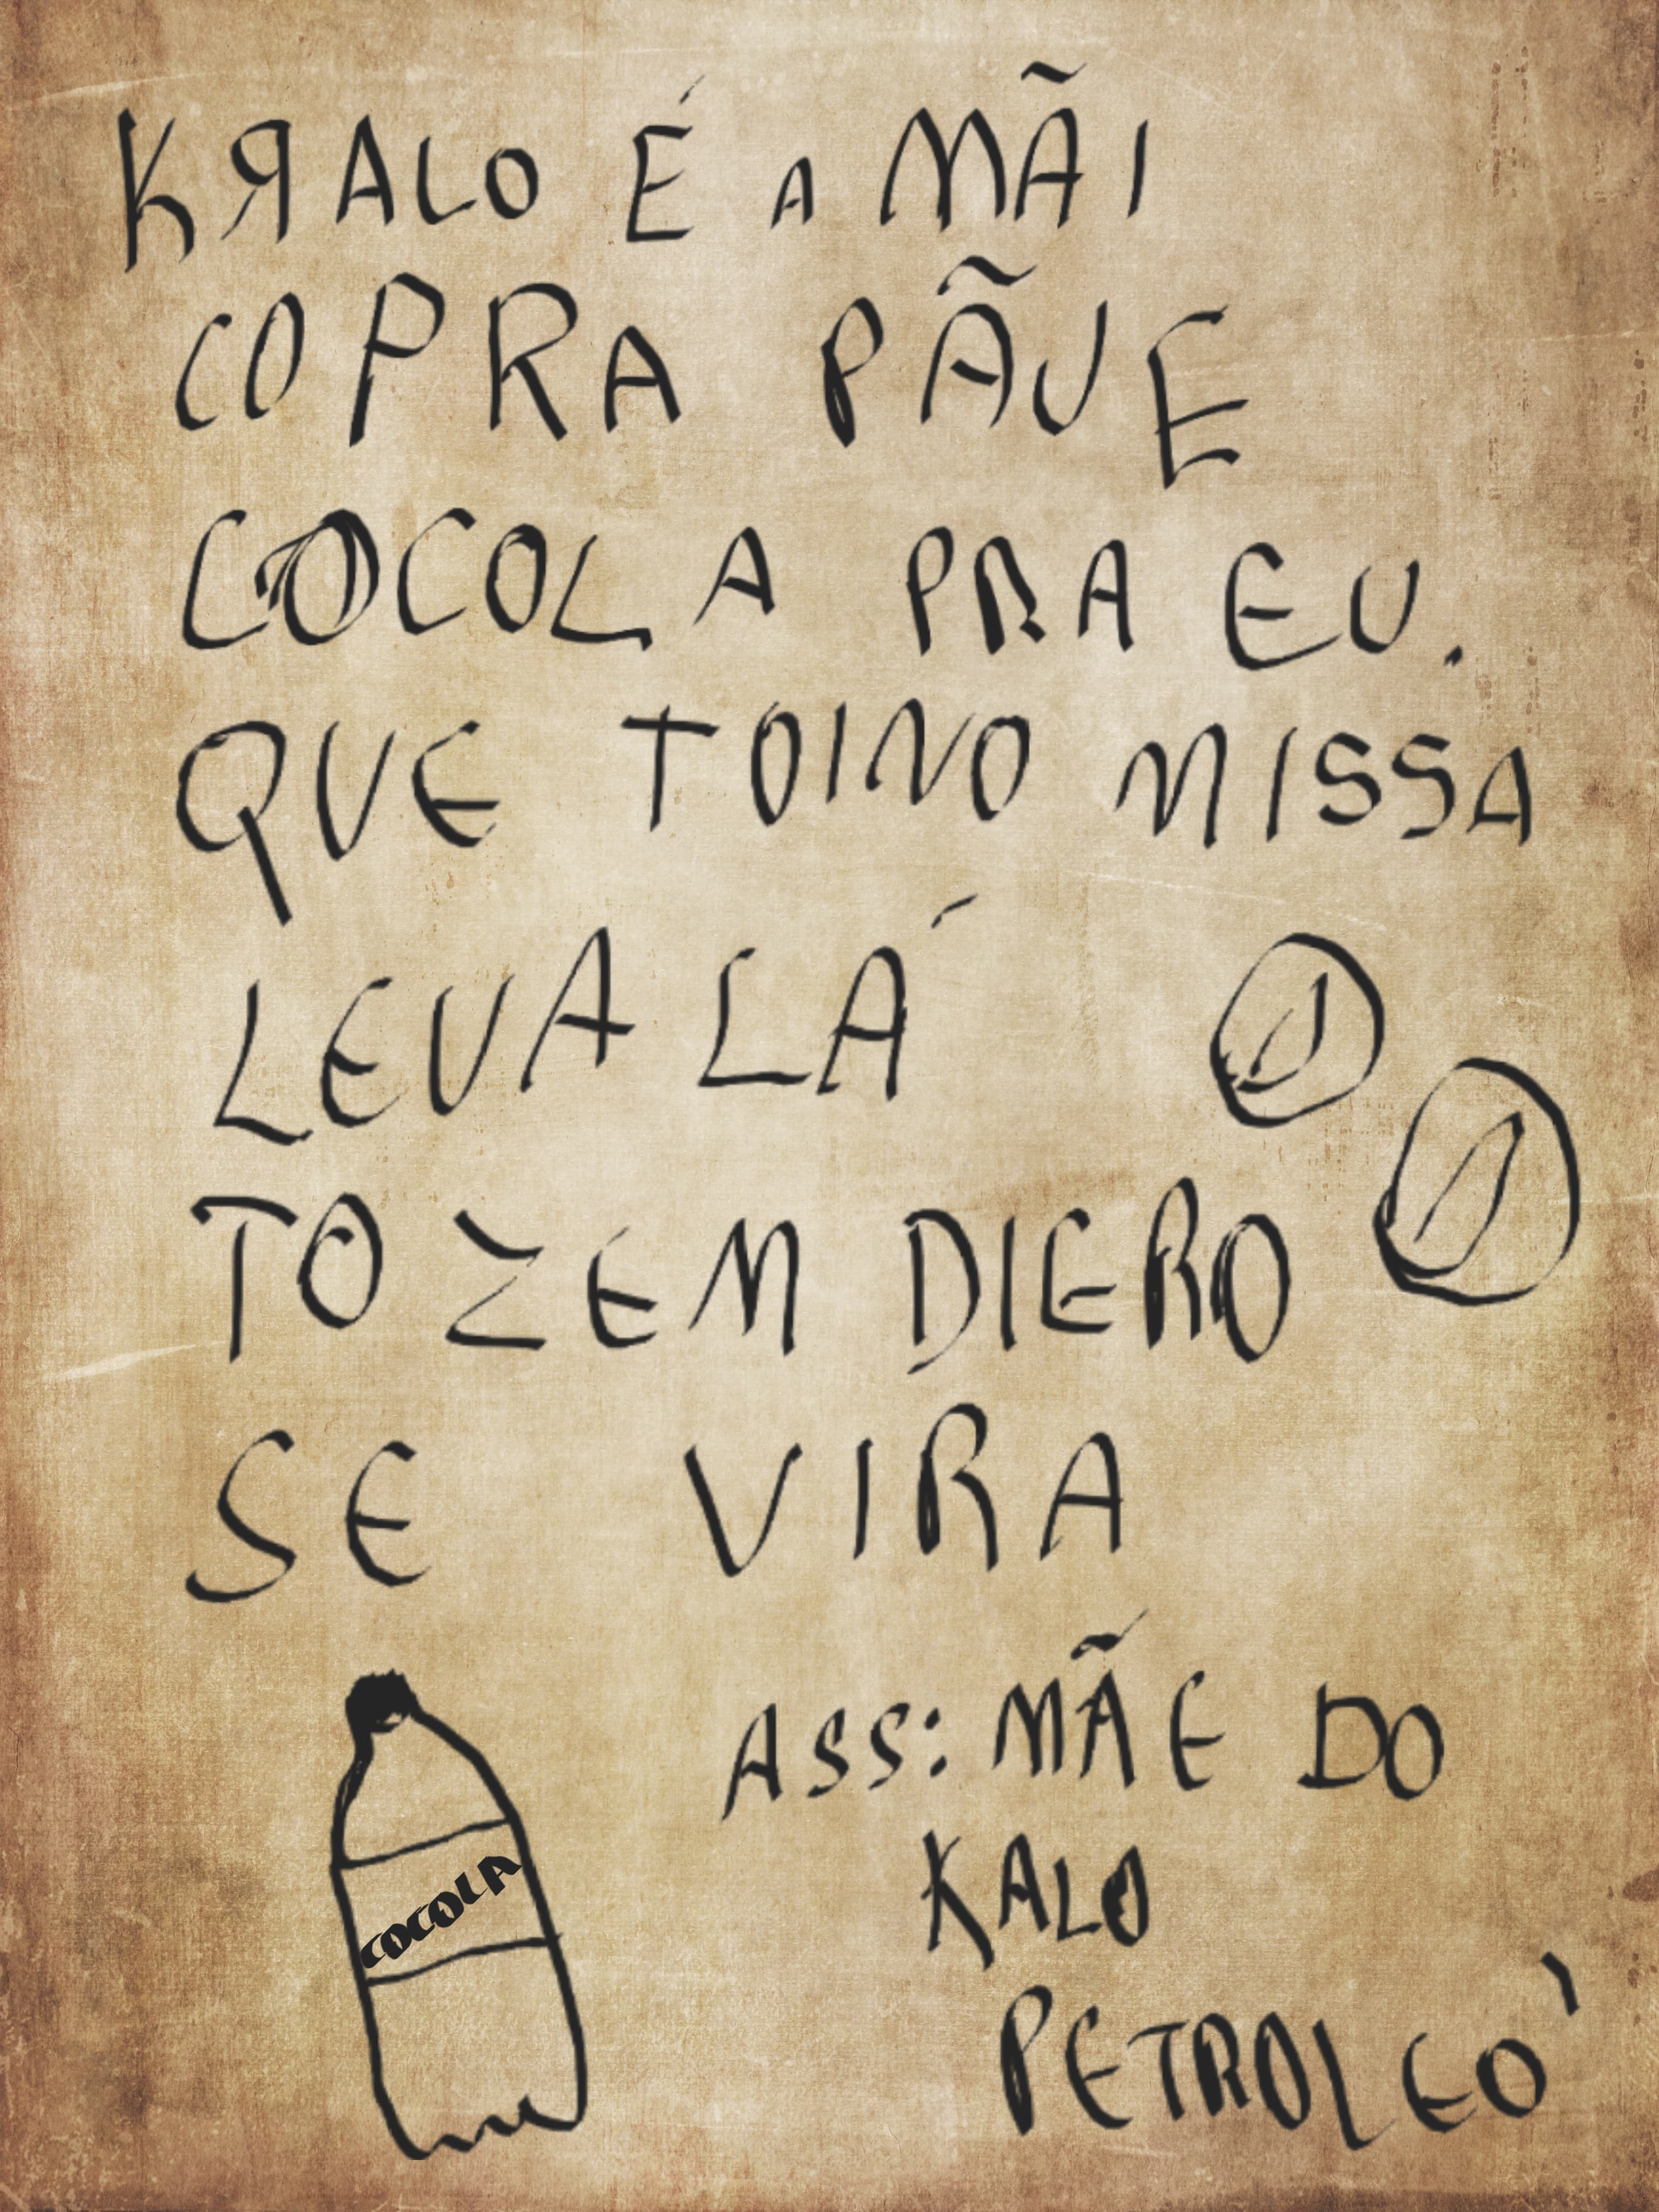 KЯALO É A MÃI
COPRA PÃUE
COCOLA PRA EU.
QUE TOINO MISSA
LEVA LÁ
TO ZEM DIERO
SE VIRA
ASS: MÃE DO
KALO
PETROLEO'
COCOLA